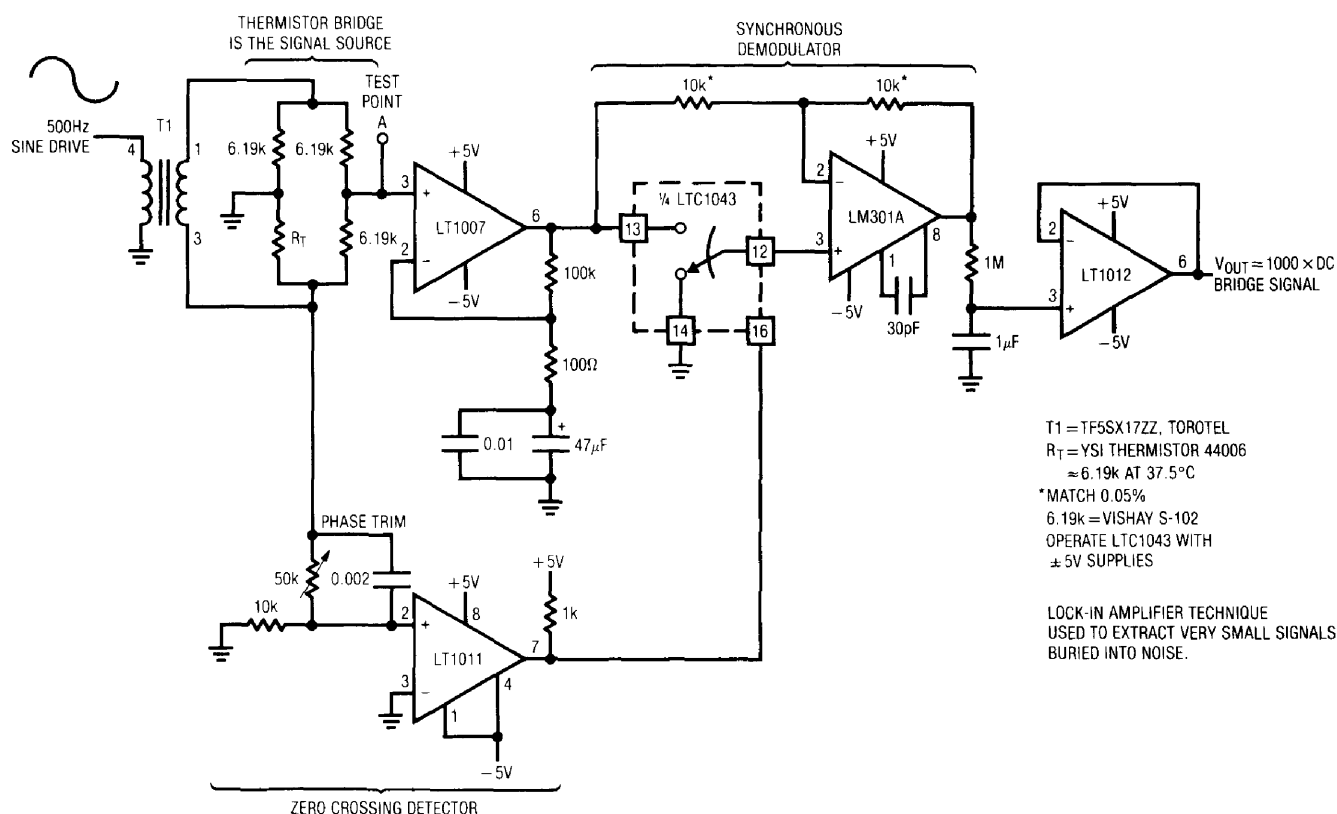 THERMISTOR BRIDGE
IS THE SIGNAL SOURCE
SYNCHRONOUS
DEMODULATOR
TEST
POINT
A
10k*
10k*
500Hz
SINE DRIVE
T1
4
1
3
6.19k
6.19k
RT
6.19k
+5V
3
+
2
−
LT1007
6
−5V
100k
100Ω
0.01
+
47μF
¼ LTC1043
13
12
14
16
+5V
2
−
3
+
LM301A
1
8
−5V
30pF
1M
1μF
+5V
2
−
3
+
LT1012
6
−5V
VOUT = 1000 × DC
BRIDGE SIGNAL
T1 = TF5SX17ZZ, TOROTEL
RT = YSI THERMISTOR 44006
≈ 6.19k AT 37.5°C
*MATCH 0.05%
6.19k = VISHAY S-102
OPERATE LTC1043 WITH
± 5V SUPPLIES
LOCK-IN AMPLIFIER TECHNIQUE
USED TO EXTRACT VERY SMALL SIGNALS
BURIED INTO NOISE.
PHASE TRIM
50k
0.002
10k
+5V
8
2
+
3
−
LT1011
7
1
4
−5V
+5V
1k
ZERO CROSSING DETECTOR